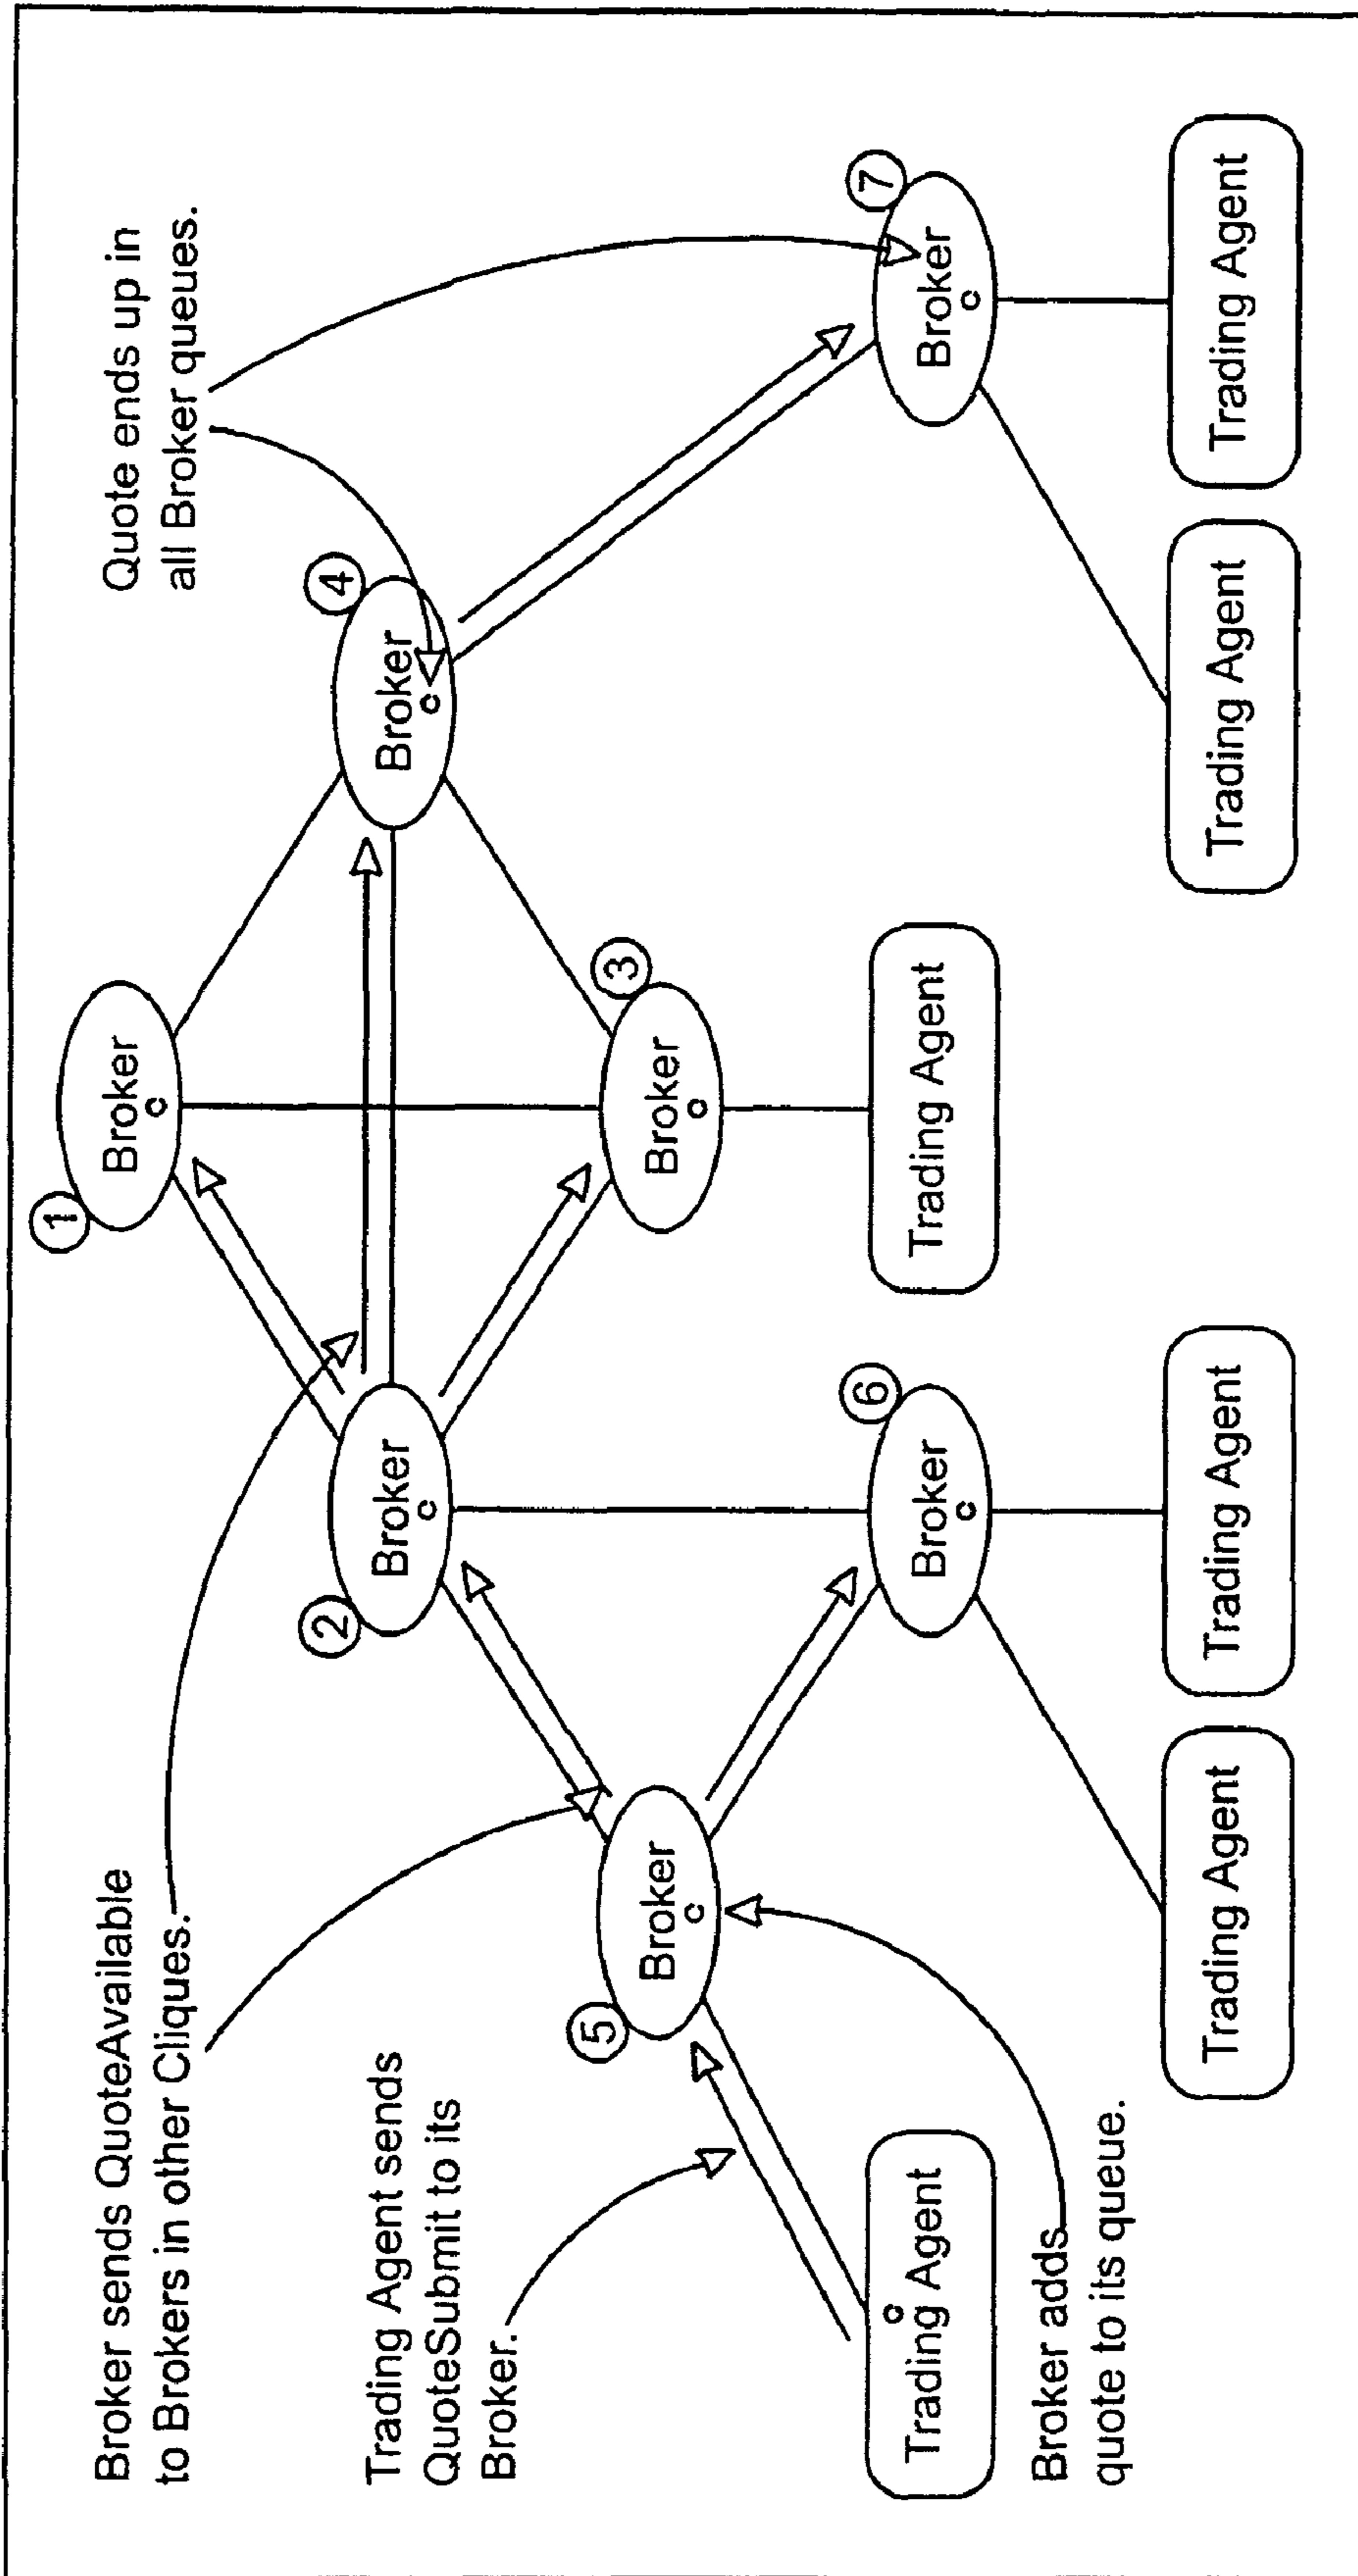 Broker sends QuoteAvailable
to Brokers in other Cliques.
Quote ends up in
all Broker queues.
1
Broker
2
Broker
4
Broker
Trading Agent sends
QuoteSubmit to its
Broker.
5
Broker
3
Broker
6
Broker
7
Broker
Trading Agent
Trading Agent
Broker adds
quote to its queue.
Trading Agent
Trading Agent
Trading Agent
Trading Agent